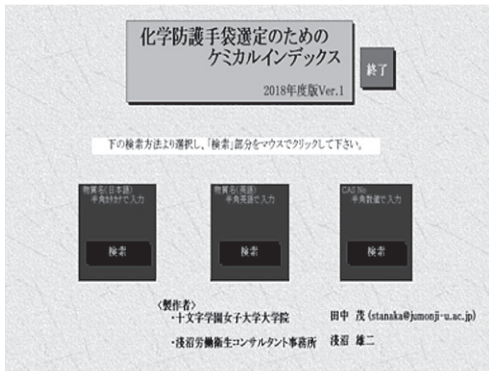 化学防護手袋選定のための
ケミカルインデックス
2018年度版Ver.1
終了
下の検索方法より選択し、「検索」部分をマウスでクリックして下さい。
物質名(日本語)
半角カタカナで入力
検索
物質名(英語)
半角英語で入力
検索
CAS No
半角数値で入力
検索
〈製作者〉
・十文字学園女子大学大学院 田中 茂 (stanaka@jumonji-u.ac.jp)
・淺沼労働衛生コンサルタント事務所 淺沼 雄二